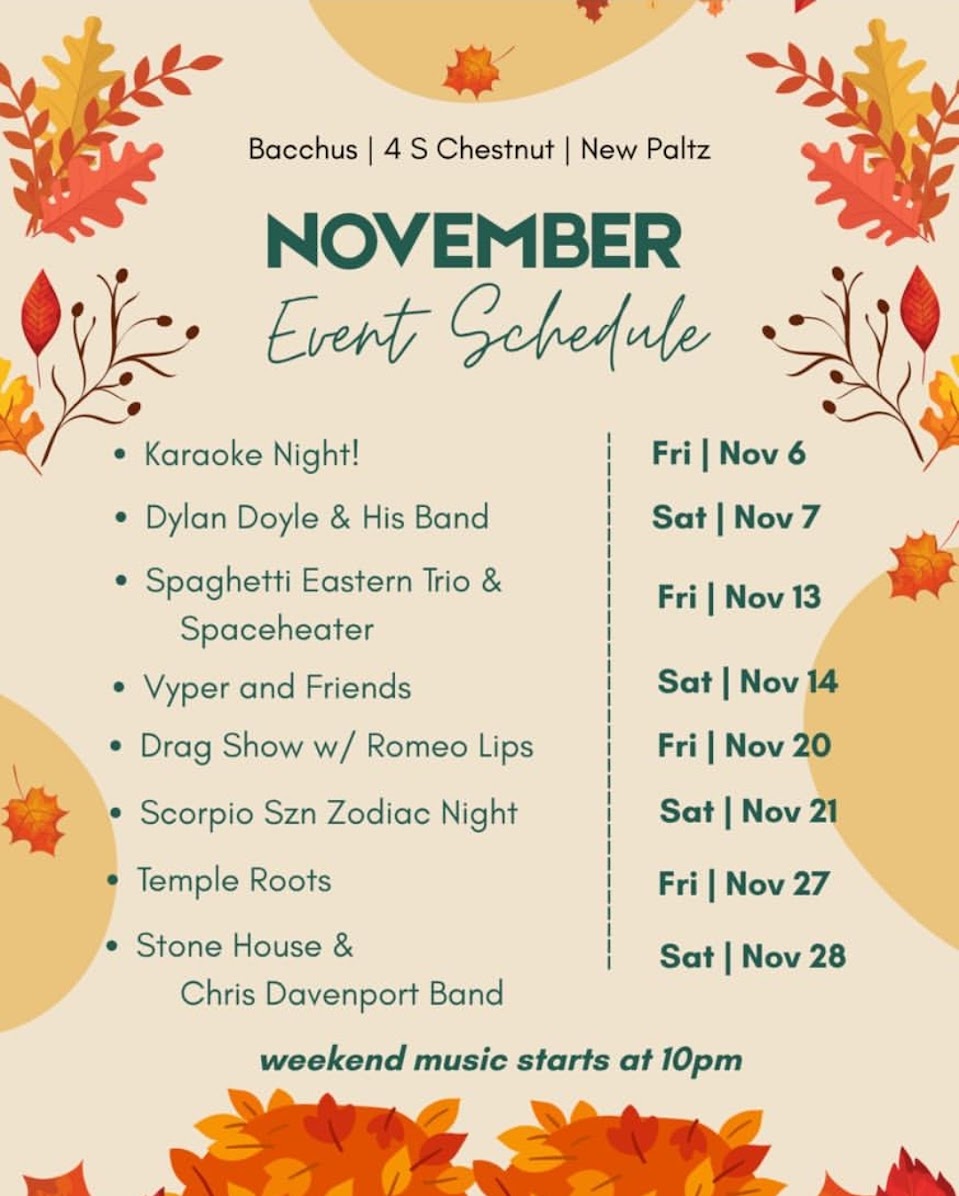 Bacchus | 4 S Chestnut | New Paltz
NOVEMBER
Event Schedule
• Karaoke Night! Fri | Nov 6
• Dylan Doyle & His Band Sat | Nov 7
• Spaghetti Eastern Trio &
Spaceheater Fri | Nov 13
• Vyper and Friends Sat | Nov 14
• Drag Show w/ Romeo Lips Fri | Nov 20
• Scorpio Szn Zodiac Night Sat | Nov 21
• Temple Roots Fri | Nov 27
• Stone House &
Chris Davenport Band Sat | Nov 28
weekend music starts at 10pm